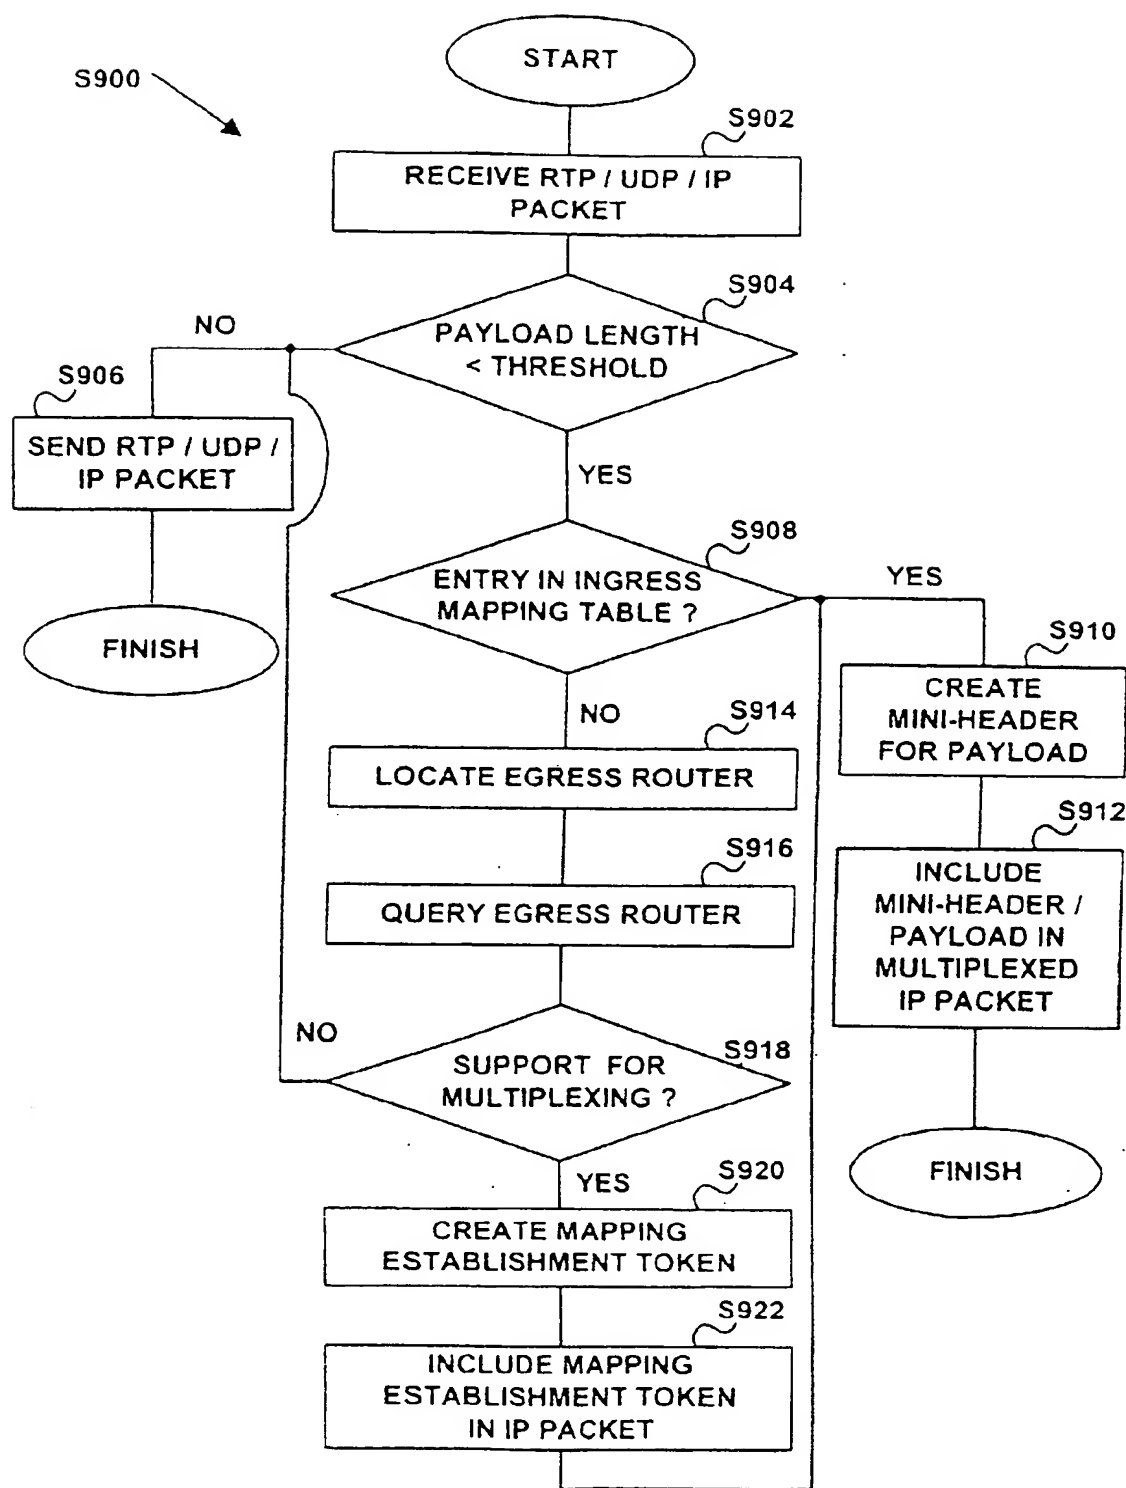 START
S900
S902
RECEIVE RTP / UDP / IP
PACKET
S904
PAYLOAD LENGTH
< THRESHOLD
NO
S906
SEND RTP / UDP /
IP PACKET
YES
FINISH
S908
ENTRY IN INGRESS
MAPPING TABLE ?
YES
S910
CREATE
MINI-HEADER
FOR PAYLOAD
NO
S914
LOCATE EGRESS ROUTER
S912
INCLUDE
MINI-HEADER /
PAYLOAD IN
MULTIPLEXED
IP PACKET
S916
QUERY EGRESS ROUTER
NO
S918
SUPPORT FOR
MULTIPLEXING ?
FINISH
YES
S920
CREATE MAPPING
ESTABLISHMENT TOKEN
S922
INCLUDE MAPPING
ESTABLISHMENT TOKEN
IN IP PACKET